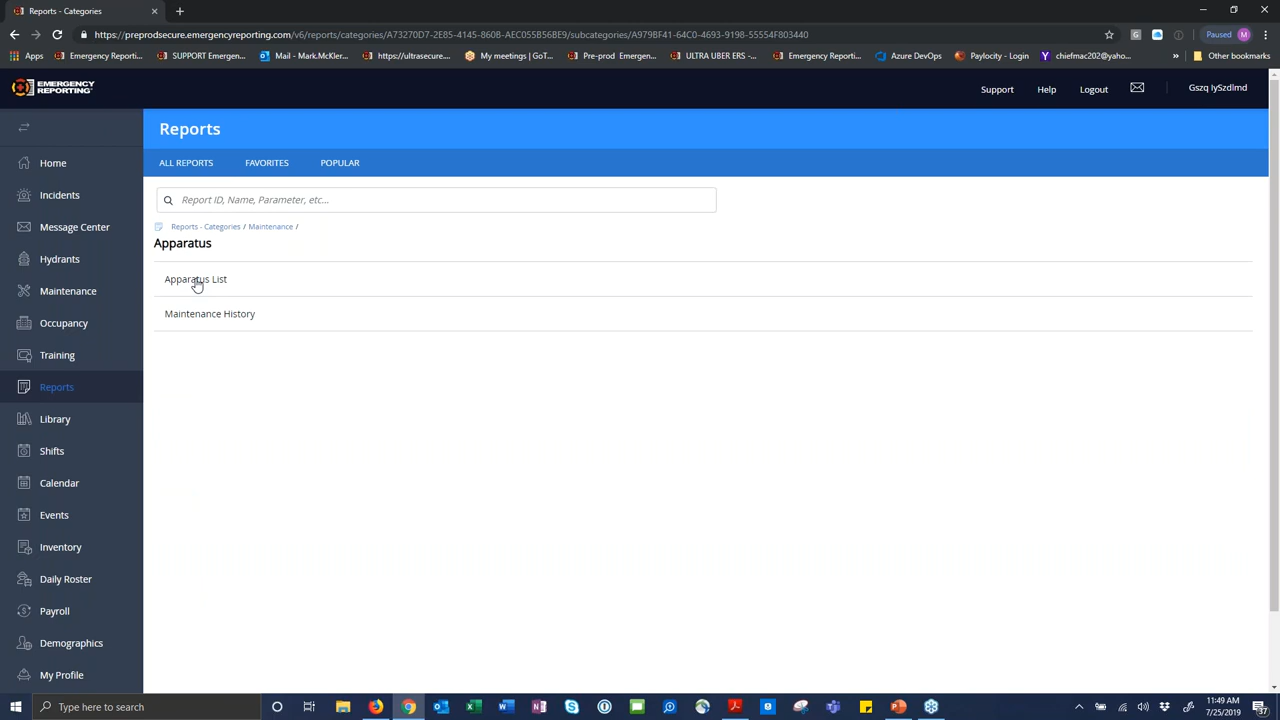 Reports - Categories
https://preprodsecure.emergencyreporting.com/v6/reports/categories/A73270D7-2E85-4145-860B-AEC055B56BE9/subcategories/A979BF41-64C0-4693-9198-55554F803440
Paused
M
Apps
Emergency Reportin...
SUPPORT Emergen...
Mail - Mark.McKler...
https://ultrasecure....
My meetings | GoT...
Pre-prod Emergen...
ULTRA UBER ERS -...
Emergency Reportin...
Azure DevOps
Paylocity - Login
chiefmac202@yaho...
»
Other bookmarks
EMERGENCY
REPORTING
Support
Help
Logout
Gszq IySzdlmd
Reports
ALL REPORTS
FAVORITES
POPULAR
Report ID, Name, Parameter, etc...
Reports - Categories / Maintenance /
Apparatus
Apparatus List
Maintenance History
Home
Incidents
Message Center
Hydrants
Maintenance
Occupancy
Training
Reports
Library
Shifts
Calendar
Events
Inventory
Daily Roster
Payroll
Demographics
My Profile
Type here to search
11:49 AM
7/25/2019
37